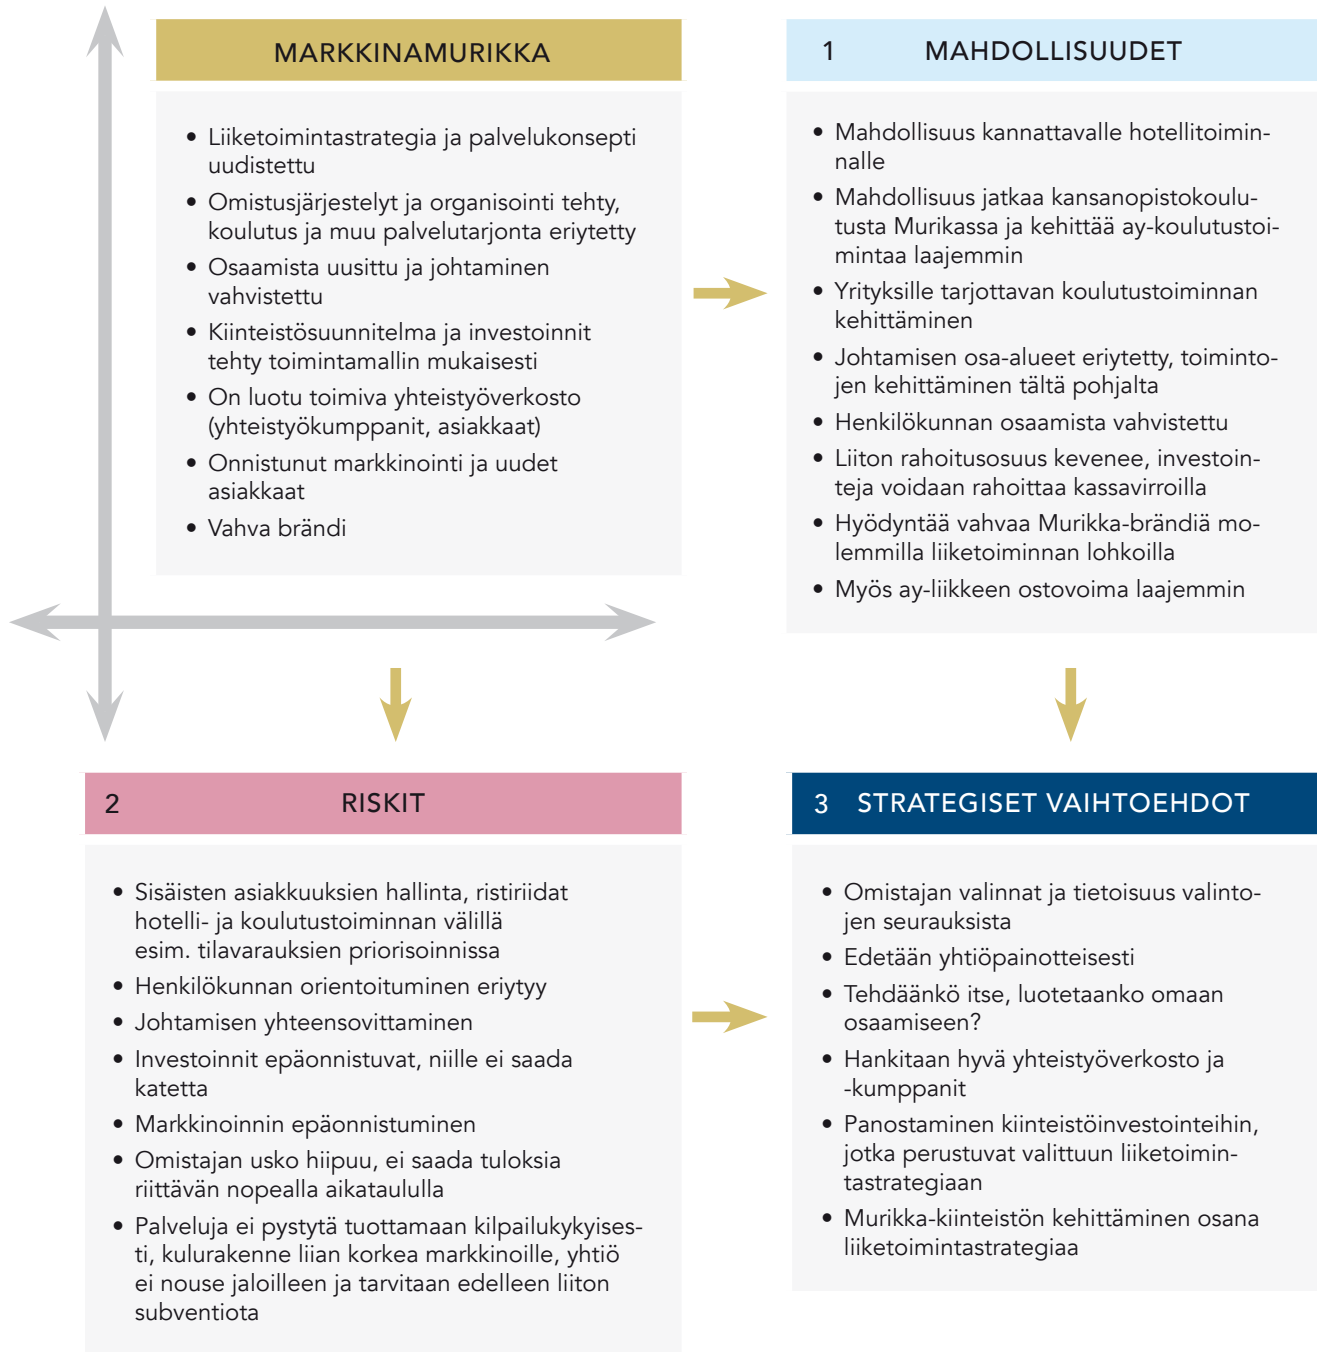 MARKKINAMURIKKA
• Liiketoimintastrategia ja palvelukonsepti
uudistettu
• Omistusjärjestelyt ja organisointi tehty,
koulutus ja muu palvelutarjonta eriytetty
• Osaamista uusittu ja johtaminen
vahvistettu
• Kiinteistösuunnitelma ja investoinnit
tehty toimintamallin mukaisesti
• On luotu toimiva yhteistyöverkosto
(yhteistyökumppanit, asiakkaat)
• Onnistunut markkinointi ja uudet
asiakkaat
• Vahva brändi
1 MAHDOLLISUUDET
• Mahdollisuus kannattavalle hotellitoimin-
nalle
• Mahdollisuus jatkaa kansanopistokoulu-
tusta Murikassa ja kehittää ay-koulutustoi-
mintaa laajemmin
• Yrityksille tarjottavan koulutustoiminnan
kehittäminen
• Johtamisen osa-alueet eriytetty, toiminto-
jen kehittäminen tältä pohjalta
• Henkilökunnan osaamista vahvistettu
• Liiton rahoitusosuus kevenee, investoin-
teja voidaan rahoittaa kassavirroilla
• Hyödyntää vahvaa Murikka-brändiä mo-
lemmilla liiketoiminnan lohkoilla
• Myös ay-liikkeen ostovoima laajemmin
2 RISKIT
• Sisäisten asiakkuuksien hallinta, ristiriidat
hotelli- ja koulutustoiminnan välillä
esim. tilavarauksien priorisoinnissa
• Henkilökunnan orientoituminen eriytyy
• Johtamisen yhteensovittaminen
• Investoinnit epäonnistuvat, niille ei saada
katetta
• Markkinoinnin epäonnistuminen
• Omistajan usko hiipuu, ei saada tuloksia
riittävän nopealla aikataululla
• Palveluja ei pystytä tuottamaan kilpailukykyises-
ti, kulurakenne liian korkea markkinoille, yhtiö
ei nouse jaloilleen ja tarvitaan edelleen liiton
subventiota
3 STRATEGISET VAIHTOEHDOT
• Omistajan valinnat ja tietoisuus valinto-
jen seurauksista
• Edetään yhtiöpainotteisesti
• Tehdäänkö itse, luotetaanko omaan
osaamiseen?
• Hankitaan hyvä yhteistyöverkosto ja
-kumppanit
• Panostaminen kiinteistöinvestointeihin,
jotka perustuvat valittuun liiketoimin-
tastrategiaan
• Murikka-kiinteistön kehittäminen osana
liiketoimintastrategiaa